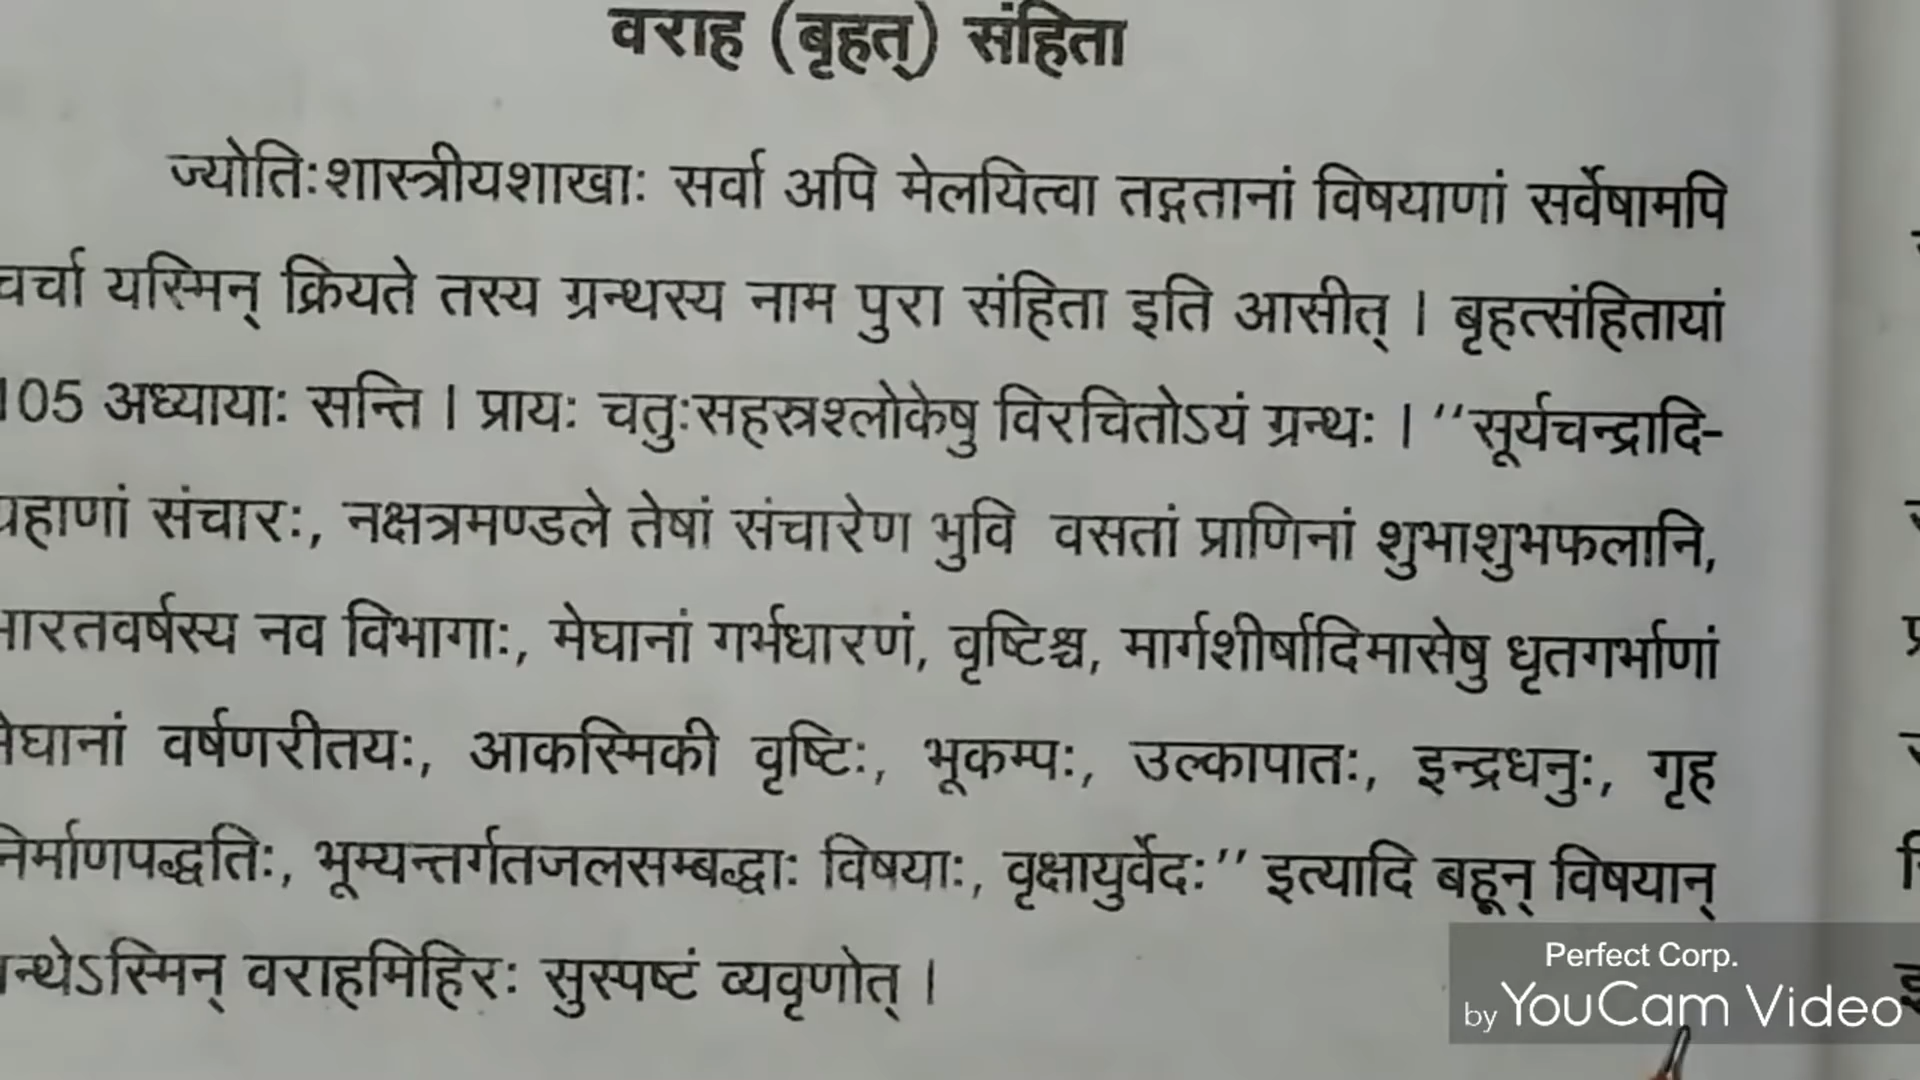 वराह (बृहत्) संहिता
ज्योतिःशास्त्रीयशाखाः सर्वा अपि मेलयित्वा तद्गतानां विषयाणां सर्वेषामपि
चर्चा यस्मिन् क्रियते तस्य ग्रन्थस्य नाम पुरा संहिता इति आसीत् । बृहत्संहितायां
105 अध्यायाः सन्ति । प्रायः चतुःसहस्रश्लोकेषु विरचितोऽयं ग्रन्थः । ‘‘सूर्यचन्द्रादि-
ग्रहाणां संचारः, नक्षत्रमण्डले तेषां संचारेण भुवि वसतां प्राणिनां शुभाशुभफलानि,
भारतवर्षस्य नव विभागाः, मेघानां गर्भधारणं, वृष्टिश्च, मार्गशीर्षादिमासेषु धृतगर्भाणां
मेघानां वर्षणरीतयः, आकस्मिकी वृष्टिः, भूकम्पः, उल्कापातः, इन्द्रधनुः, गृह
निर्माणपद्धतिः, भूम्यन्तर्गतजलसम्बद्धाः विषयाः, वृक्षायुर्वेदः’’ इत्यादि बहून् विषयान्
ग्रन्थेऽस्मिन् वराहमिहिरः सुस्पष्टं व्यवृणोत् ।
Perfect Corp.
by YouCam Video